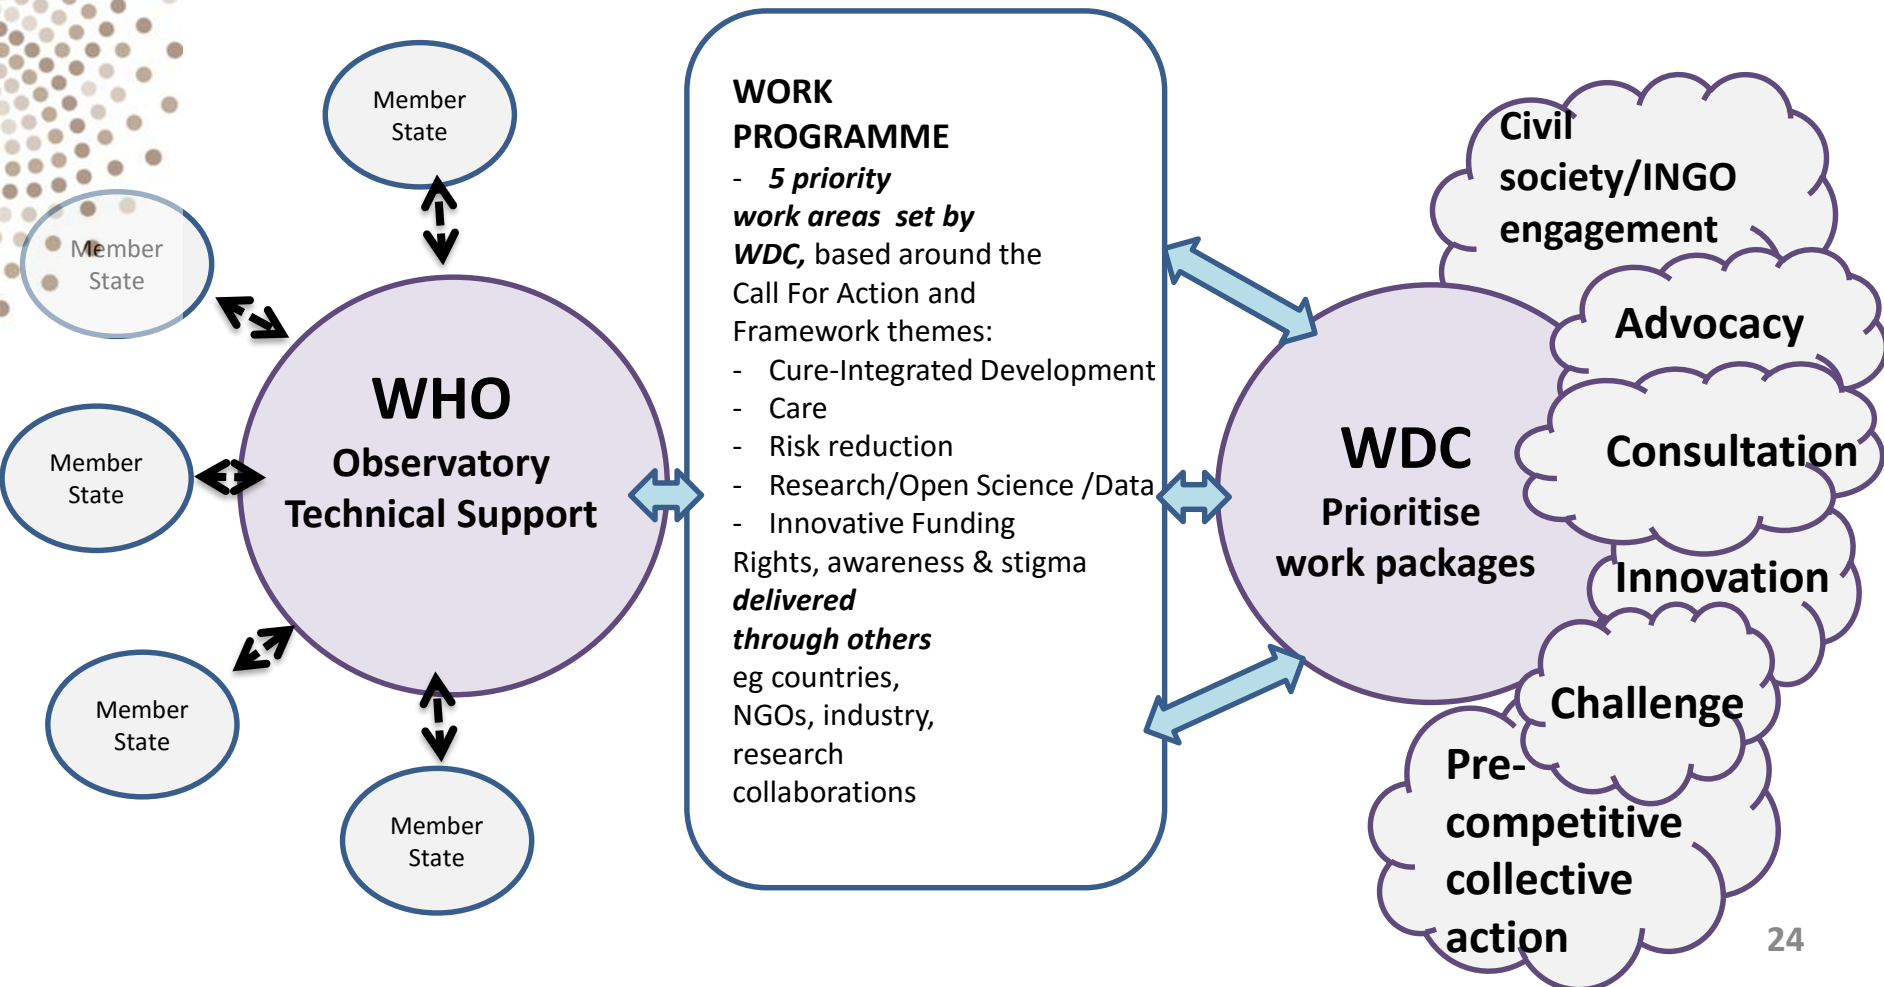 Member
State
Member
State
Member
State
Member
State
Member
State
WHO
Observatory
Technical Support
WORK
PROGRAMME
- 5 priority
work areas set by
WDC, based around the
Call For Action and
Framework themes:
- Cure-Integrated Development
- Care
- Risk reduction
- Research/Open Science /Data
- Innovative Funding
Rights, awareness & stigma
delivered
through others
eg countries,
NGOs, industry,
research
collaborations
WDC
Prioritise
work packages
Civil
society/INGO
engagement
Advocacy
Consultation
Innovation
Challenge
Pre-
competitive
collective
action
24